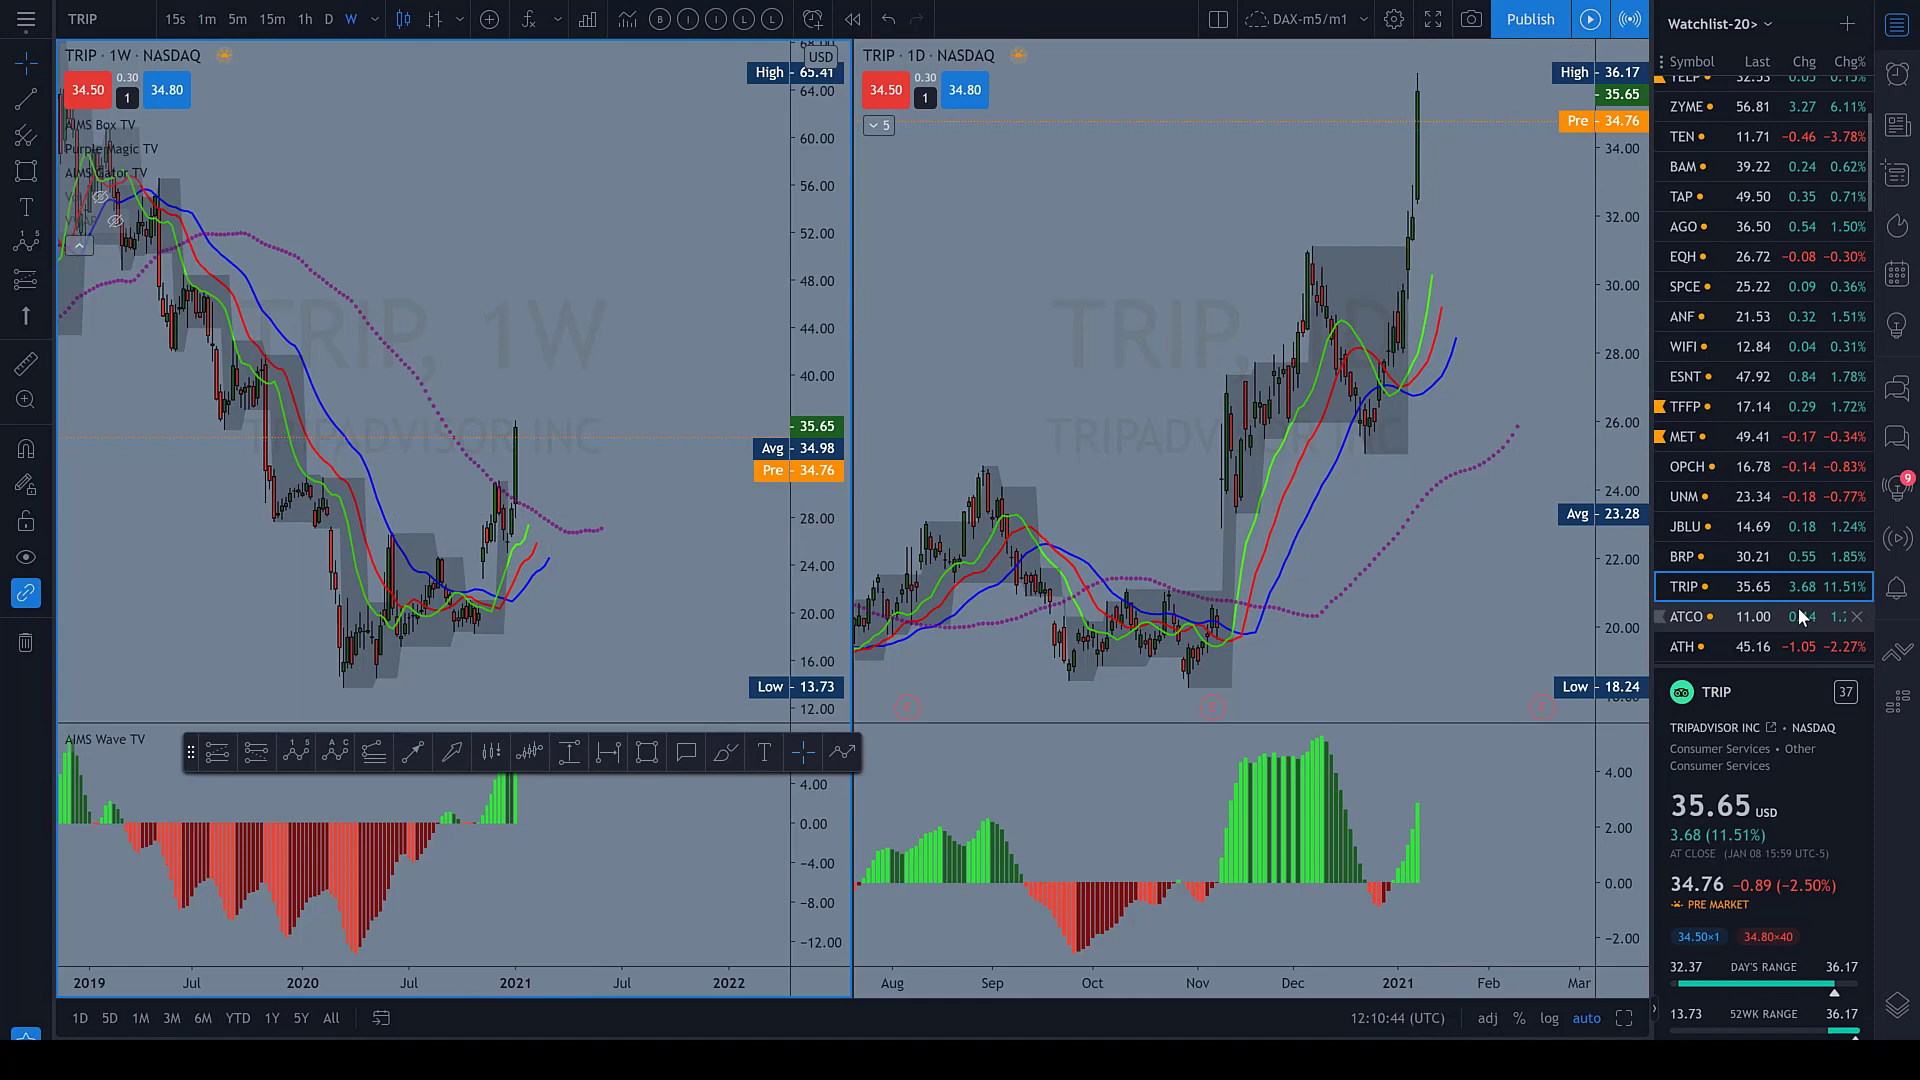 TRIP 15s 1m 5m 15m 1h D W DAX-m5/m1 Publish
TRIP · 1W · NASDAQ
34.50 0.30 1 34.80
AIMS Box TV
Purple Magic TV
AIMS Gator TV
Vol
VWAP
TRIP, 1W
TRIPADVISOR INC
68.00
USD
High 65.41
64.00
60.00
56.00
52.00
48.00
44.00
40.00
35.65
Avg 34.98
Pre 34.76
28.00
24.00
20.00
16.00
Low 13.73
12.00
AIMS Wave TV
4.00
0.00
−4.00
−8.00
−12.00
2019 Jul 2020 Jul 2021 Jul 2022
TRIP · 1D · NASDAQ
34.50 0.30 1 34.80
5
High 36.17
35.65
Pre 34.76
34.00
32.00
30.00
28.00
26.00
24.00
Avg 23.28
22.00
20.00
Low 18.24
E E E
4.00
2.00
0.00
−2.00
Aug Sep Oct Nov Dec 2021 Feb Mar
1D 5D 1M 3M 6M YTD 1Y 5Y All
12:10:44 (UTC) adj % log auto
Watchlist-20>
Symbol Last Chg Chg%
YELP 32.53 0.05 0.15%
ZYME 56.81 3.27 6.11%
TEN 11.71 −0.46 −3.78%
BAM 39.22 0.24 0.62%
TAP 49.50 0.35 0.71%
AGO 36.50 0.54 1.50%
EQH 26.72 −0.08 −0.30%
SPCE 25.22 0.09 0.36%
ANF 21.53 0.32 1.51%
WIFI 12.84 0.04 0.31%
ESNT 47.92 0.84 1.78%
TFFP 17.14 0.29 1.72%
MET 49.41 −0.17 −0.34%
OPCH 16.78 −0.14 −0.83%
UNM 23.34 −0.18 −0.77%
JBLU 14.69 0.18 1.24%
BRP 30.21 0.55 1.85%
TRIP 35.65 3.68 11.51%
ATCO 11.00
ATH 45.16 −1.05 −2.27%
TRIP 37
TRIPADVISOR INC • NASDAQ
Consumer Services • Other
Consumer Services
35.65 USD
3.68 (11.51%)
AT CLOSE (JAN 08 15:59 UTC-5)
34.76 −0.89 (−2.50%)
PRE MARKET
34.50×1 34.80×40
32.37 DAY'S RANGE 36.17
13.73 52WK RANGE 36.17
9